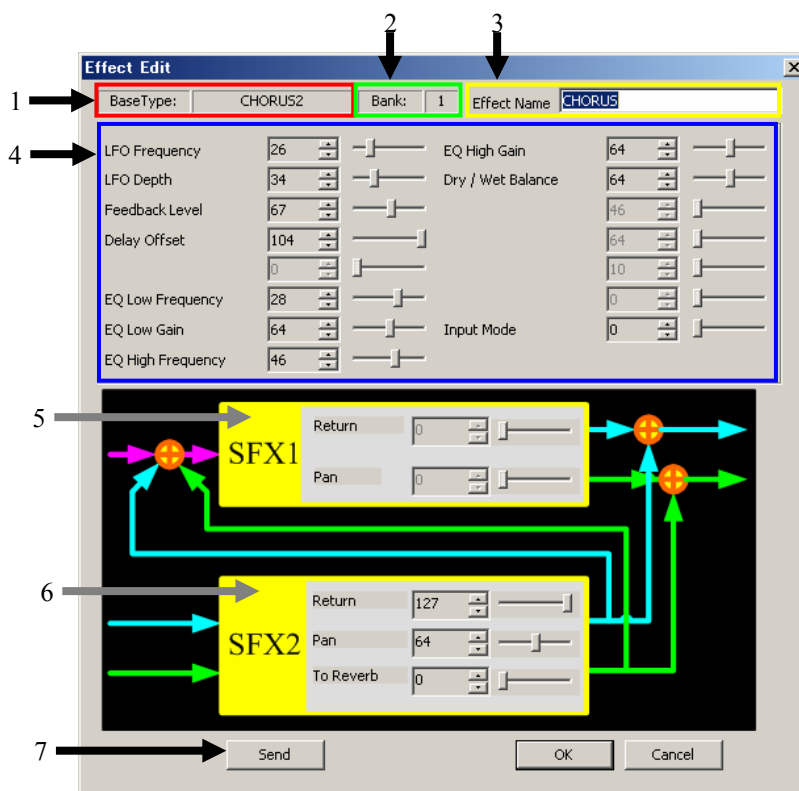 2 3
Effect Edit
1 BaseType: CHORUS2 Bank: 1 Effect Name CHORUS
4
LFO Frequency 26 EQ High Gain 64
LFO Depth 34 Dry / Wet Balance 64
Feedback Level 67 46
Delay Offset 104 64
0 10
EQ Low Frequency 28 0
EQ Low Gain 64 Input Mode 0
EQ High Frequency 46
5
SFX1
Return 0
Pan 0
6
SFX2
Return 127
Pan 64
To Reverb 0
7 Send OK Cancel